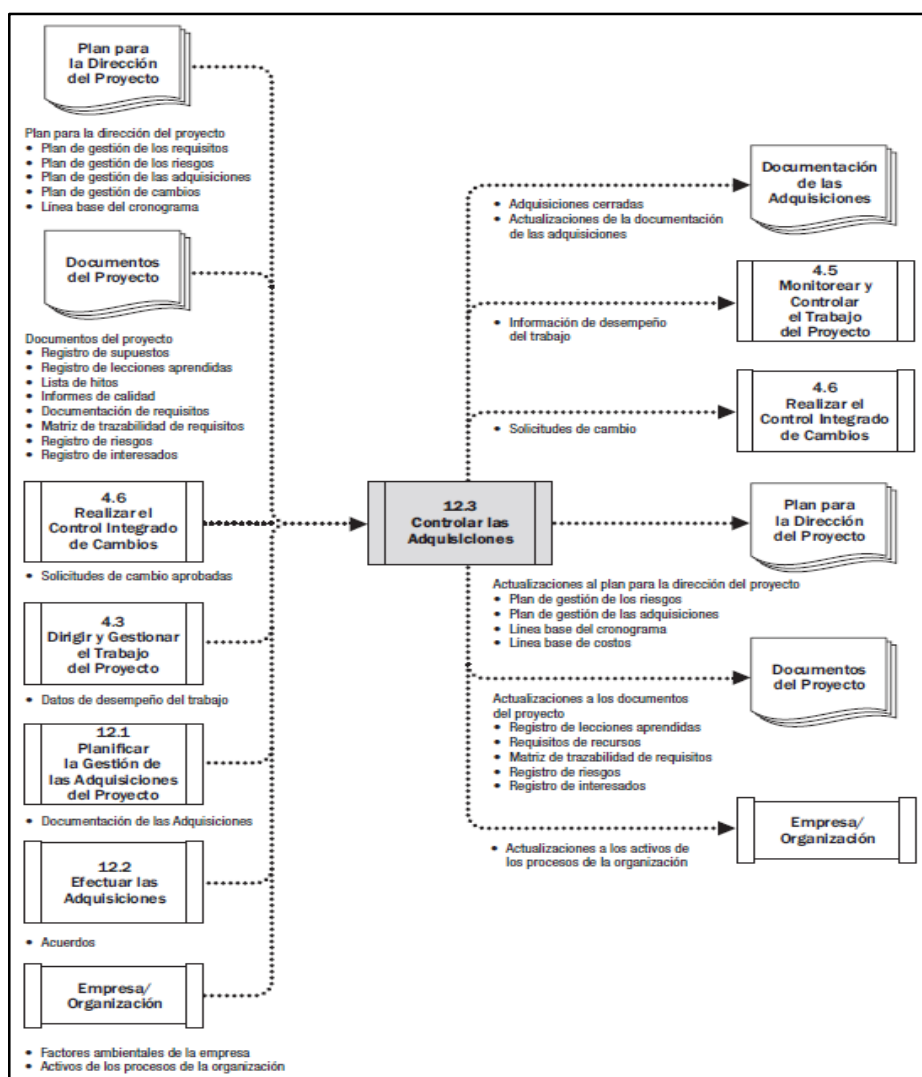 Plan para
la Dirección
del Proyecto
Plan para la dirección del proyecto
• Plan de gestión de los requisitos
• Plan de gestión de los riesgos
• Plan de gestión de las adquisiciones
• Plan de gestión de cambios
• Línea base del cronograma
Documentos
del Proyecto
Documentos del proyecto
• Registro de supuestos
• Registro de lecciones aprendidas
• Lista de hitos
• Informes de calidad
• Documentación de requisitos
• Matriz de trazabilidad de requisitos
• Registro de riesgos
• Registro de interesados
4.6
Realizar el
Control Integrado
de Cambios
• Solicitudes de cambio aprobadas
4.3
Dirigir y Gestionar
el Trabajo
del Proyecto
• Datos de desempeño del trabajo
12.1
Planificar
la Gestión de
las Adquisiciones
del Proyecto
• Documentación de las Adquisiciones
12.2
Efectuar las
Adquisiciones
• Acuerdos
Empresa/
Organización
• Factores ambientales de la empresa
• Activos de los procesos de la organización
12.3
Controlar las
Adquisiciones
Documentación
de las
Adquisiciones
• Adquisiciones cerradas
• Actualizaciones de la documentación
de las adquisiciones
4.5
Monitorear y
Controlar
el Trabajo
del Proyecto
• Información de desempeño
del trabajo
4.6
Realizar el
Control Integrado
de Cambios
• Solicitudes de cambio
Plan para
la Dirección
del Proyecto
Actualizaciones al plan para la dirección del proyecto
• Plan de gestión de los riesgos
• Plan de gestión de las adquisiciones
• Línea base del cronograma
• Línea base de costos
Documentos
del Proyecto
Actualizaciones a los documentos
del proyecto
• Registro de lecciones aprendidas
• Requisitos de recursos
• Matriz de trazabilidad de requisitos
• Registro de riesgos
• Registro de interesados
Empresa/
Organización
• Actualizaciones a los activos de
los procesos de la organización